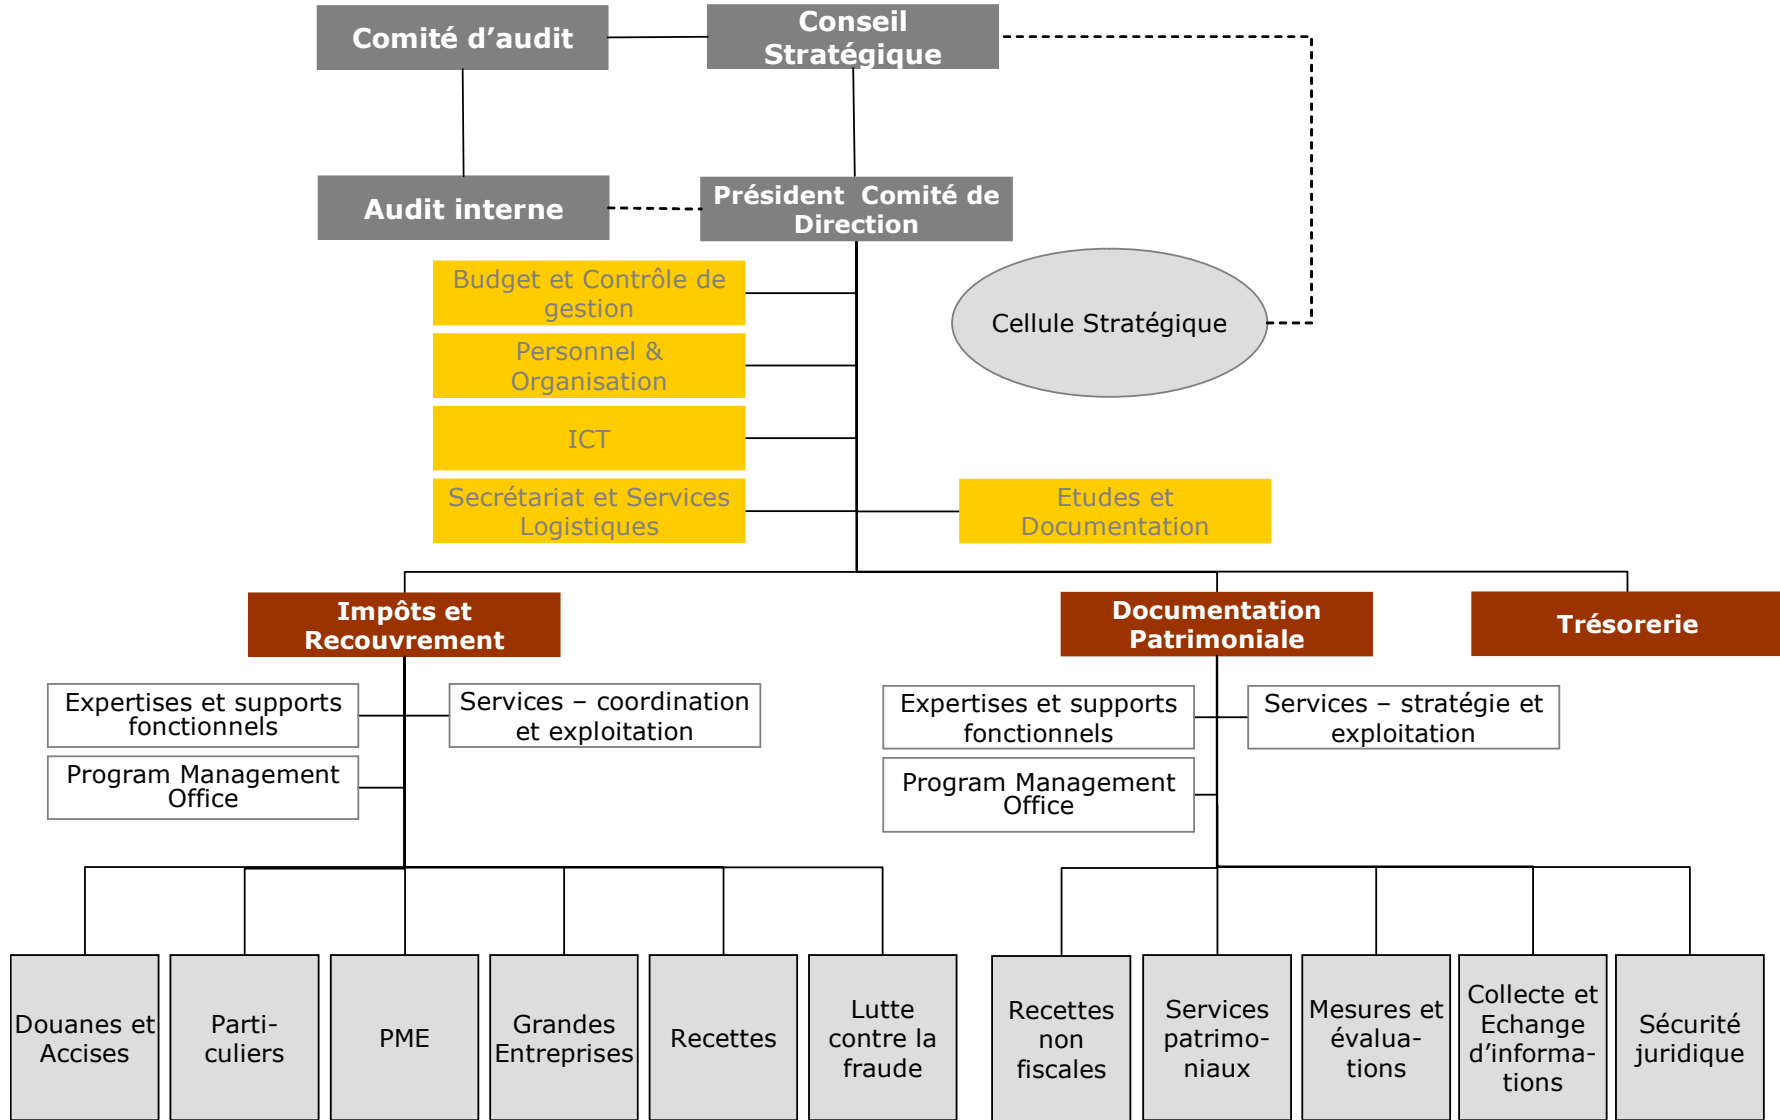 Comité d’audit
Conseil
Stratégique
Audit interne
Président  Comité de
Direction
Budget et Contrôle de
gestion
Cellule Stratégique
Personnel &
Organisation
ICT
Secrétariat et Services
Logistiques
Etudes et
Documentation
Impôts et
Recouvrement
Documentation
Patrimoniale
Trésorerie
Expertises et supports
fonctionnels
Services – coordination
et exploitation
Program Management
Office
Expertises et supports
fonctionnels
Services – stratégie et
exploitation
Program Management
Office
Douanes et
Accises
Parti-
culiers
PME
Grandes
Entreprises
Recettes
Lutte
contre la
fraude
Recettes
non
fiscales
Services
patrimo-
niaux
Mesures et
évalua-
tions
Collecte et
Echange
d’informa-
tions
Sécurité
juridique